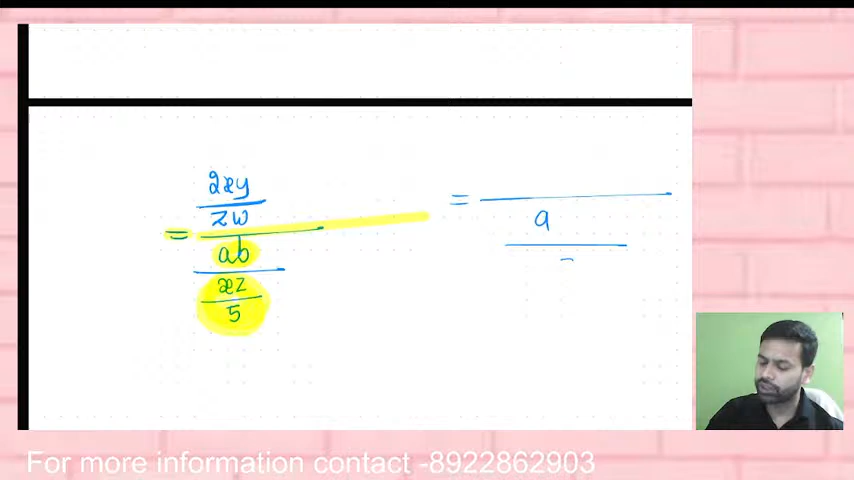 2xy
zw
=
ab
xz
5
=
a
For more information contact -8922862903